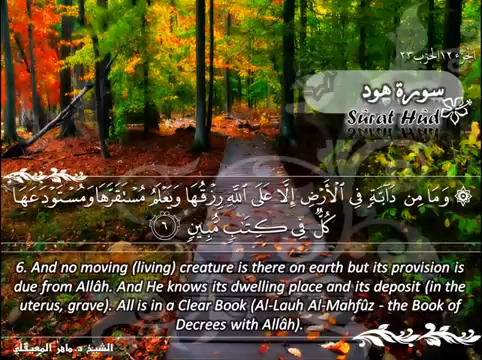 الجزء ١٢ الحزب ٢٣
سورة هود
Sûrat Hûd
وَمَا مِن دَآبَّةٍ فِي ٱلْأَرْضِ إِلَّا عَلَى ٱللَّهِ رِزْقُهَا وَيَعْلَمُ مُسْتَقَرَّهَا وَمُسْتَوْدَعَهَا
كُلٌّ فِي كِتَٰبٍ مُّبِينٍ ٦
6. And no moving (living) creature is there on earth but its provision is
due from Allâh. And He knows its dwelling place and its deposit (in the
uterus, grave). All is in a Clear Book (Al-Lauh Al-Mahfûz - the Book of
Decrees with Allâh).
الشيخ د. ماهر المعيقلي